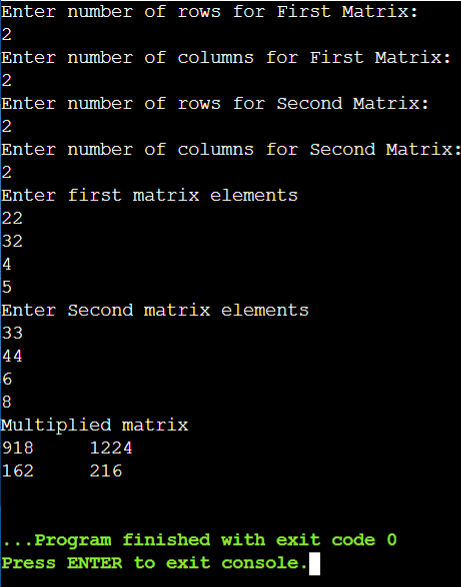 Enter number of rows for First Matrix:
2
Enter number of columns for First Matrix:
2
Enter number of rows for Second Matrix:
2
Enter number of columns for Second Matrix:
2
Enter first matrix elements
22
32
4
5
Enter Second matrix elements
33
44
6
8
Multiplied matrix
918 1224
162 216
...Program finished with exit code 0
Press ENTER to exit console.